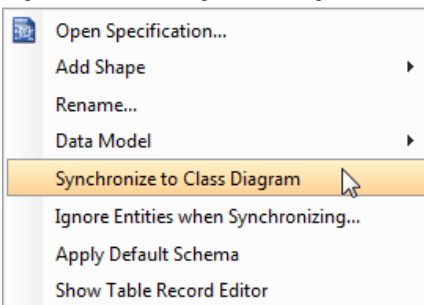 Open Specification...
Add Shape
Rename...
Data Model
Synchronize to Class Diagram
Ignore Entities when Synchronizing...
Apply Default Schema
Show Table Record Editor